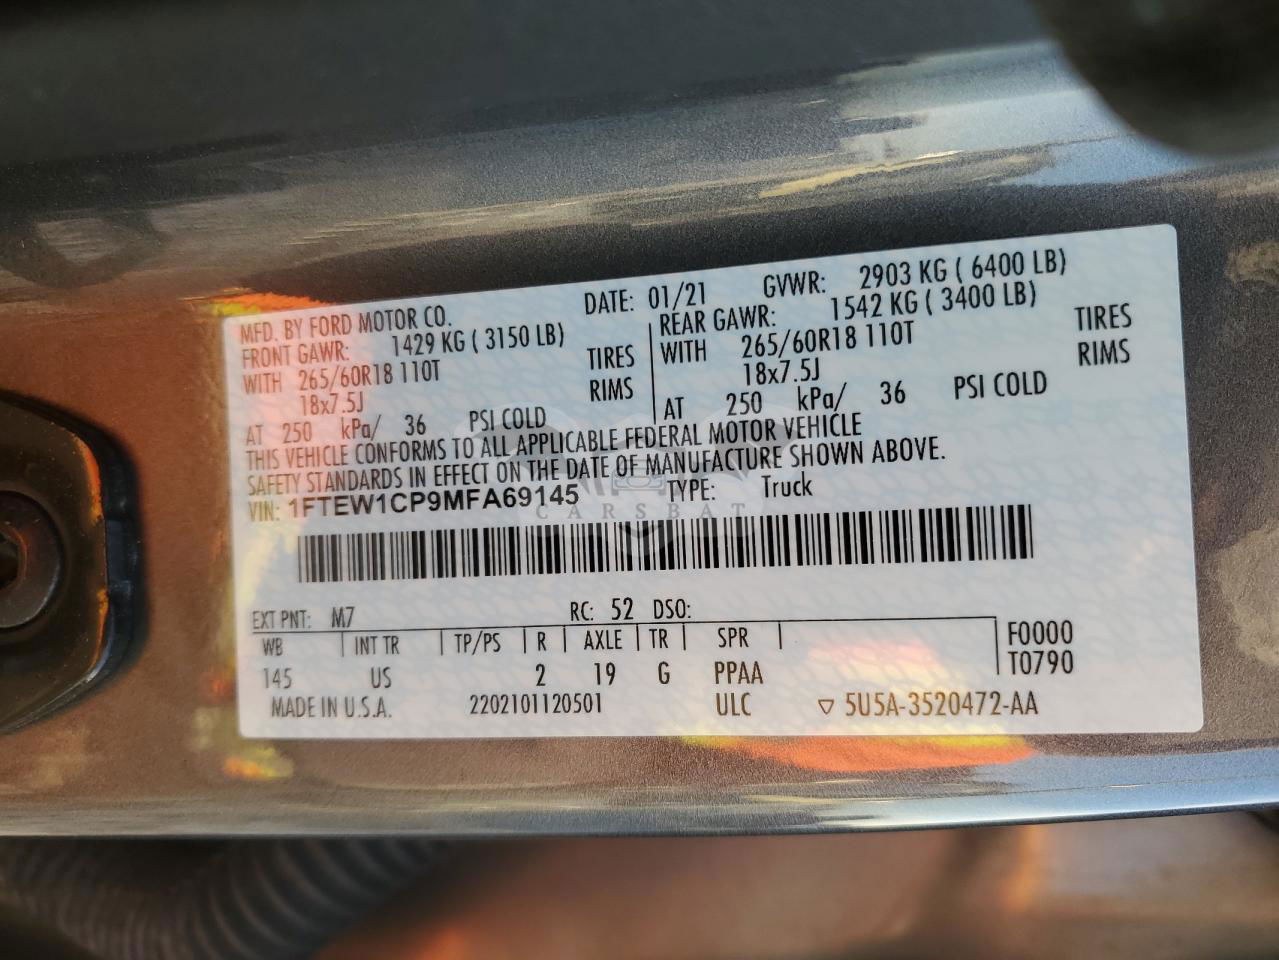 MFD. BY FORD MOTOR CO. DATE: 01/21 GVWR: 2903 KG ( 6400 LB)
FRONT GAWR: 1429 KG ( 3150 LB) REAR GAWR: 1542 KG ( 3400 LB)
WITH 265/60R18 110T TIRES WITH 265/60R18 110T TIRES
18x7.5J RIMS 18x7.5J RIMS
AT 250 kPa/ 36 PSI COLD AT 250 kPa/ 36 PSI COLD
THIS VEHICLE CONFORMS TO ALL APPLICABLE FEDERAL MOTOR VEHICLE
SAFETY STANDARDS IN EFFECT ON THE DATE OF MANUFACTURE SHOWN ABOVE.
VIN: 1FTEW1CP9MFA69145 TYPE: Truck
CARSBAT
EXT PNT: M7 RC: 52 DSO:
WB INT TR TP/PS R AXLE TR SPR F0000
145 US 2 19 G PPAA T0790
MADE IN U.S.A. 2202101120501 ULC ▽ 5U5A-3520472-AA